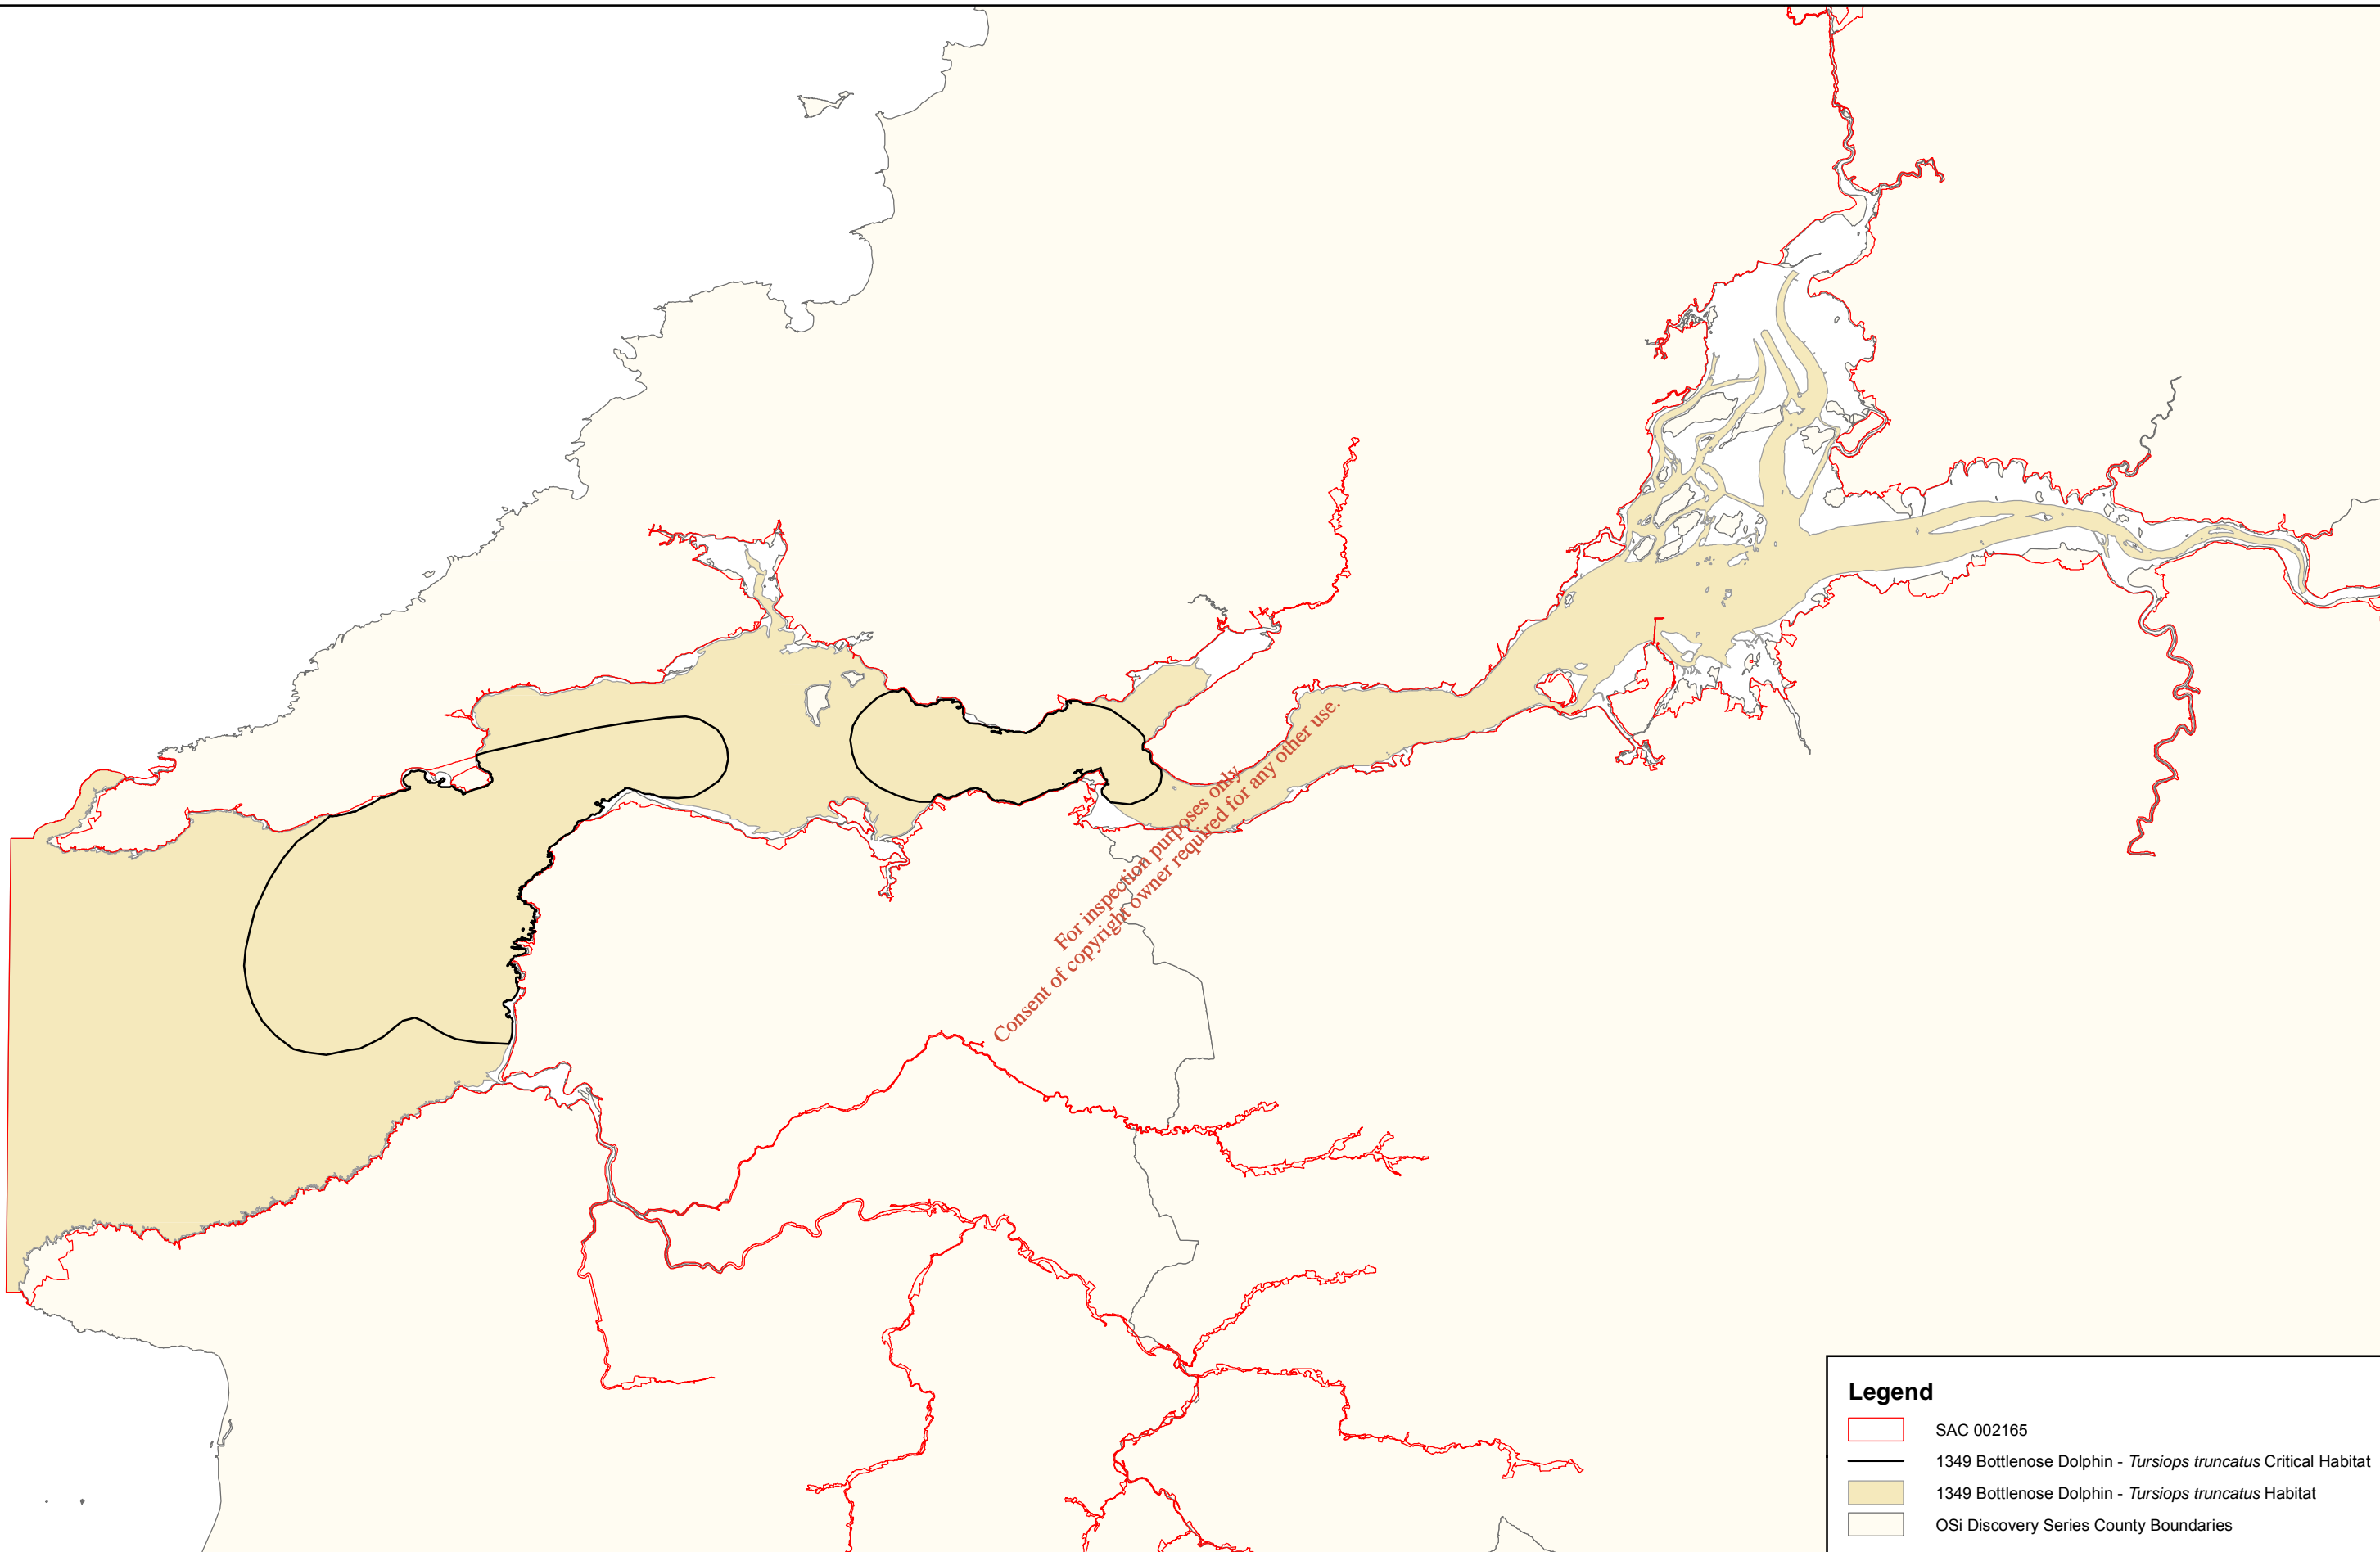 For inspection purposes only.
Consent of copyright owner required for any other use.
Legend
SAC 002165
1349 Bottlenose Dolphin - Tursiops truncatus Critical Habitat
1349 Bottlenose Dolphin - Tursiops truncatus Habitat
OSi Discovery Series County Boundaries